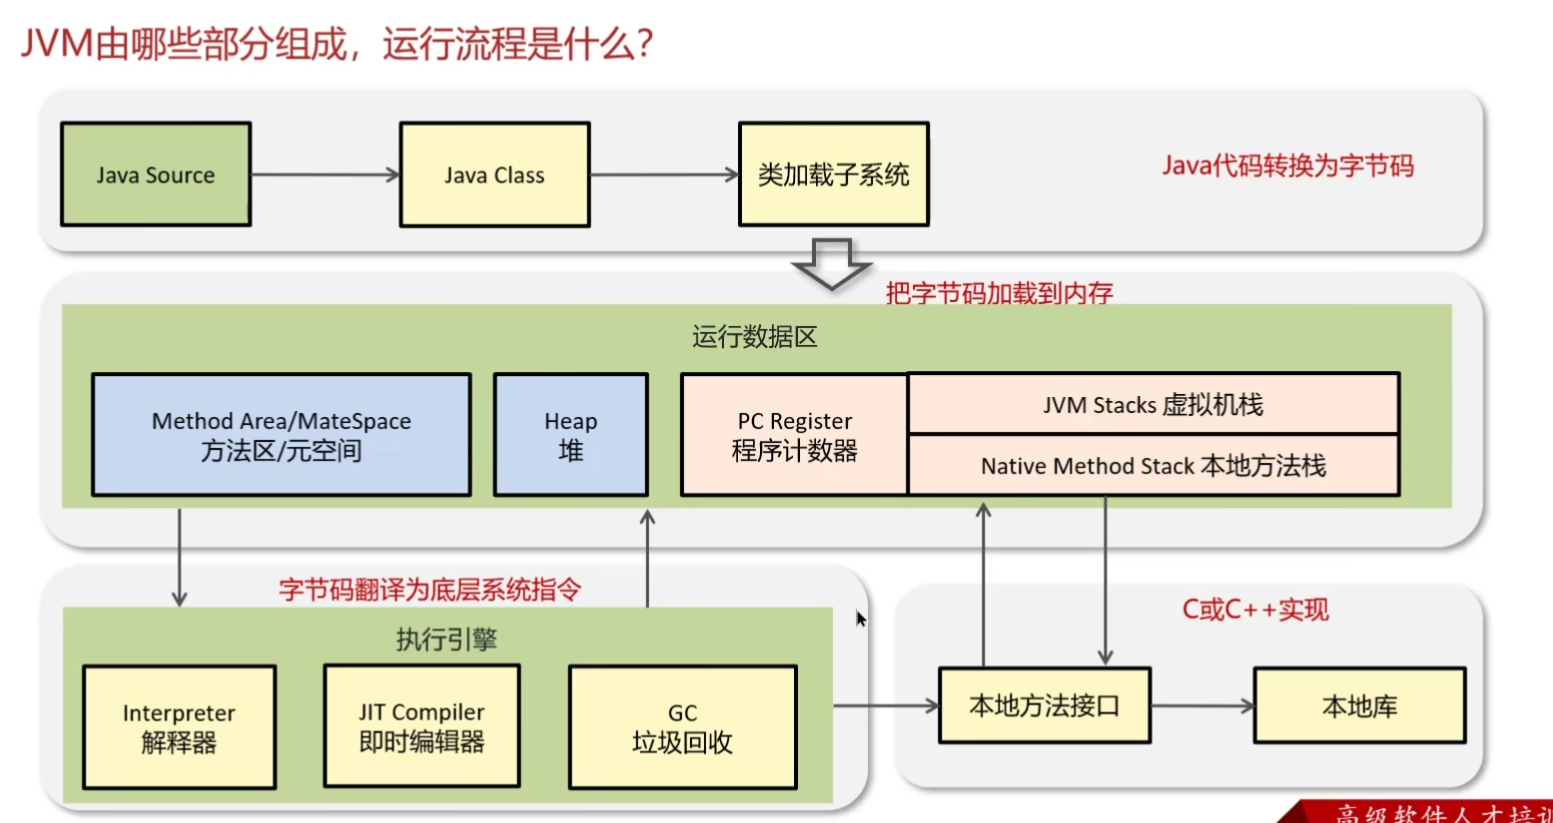 JVM由哪些部分组成，运行流程是什么？
Java Source
Java Class
类加载子系统
Java代码转换为字节码
把字节码加载到内存
运行数据区
Method Area/MateSpace
方法区/元空间
Heap
堆
PC Register
程序计数器
JVM Stacks 虚拟机栈
Native Method Stack 本地方法栈
字节码翻译为底层系统指令
执行引擎
Interpreter
解释器
JIT Compiler
即时编辑器
GC
垃圾回收
C或C++实现
本地方法接口
本地库
高级软件人才培训